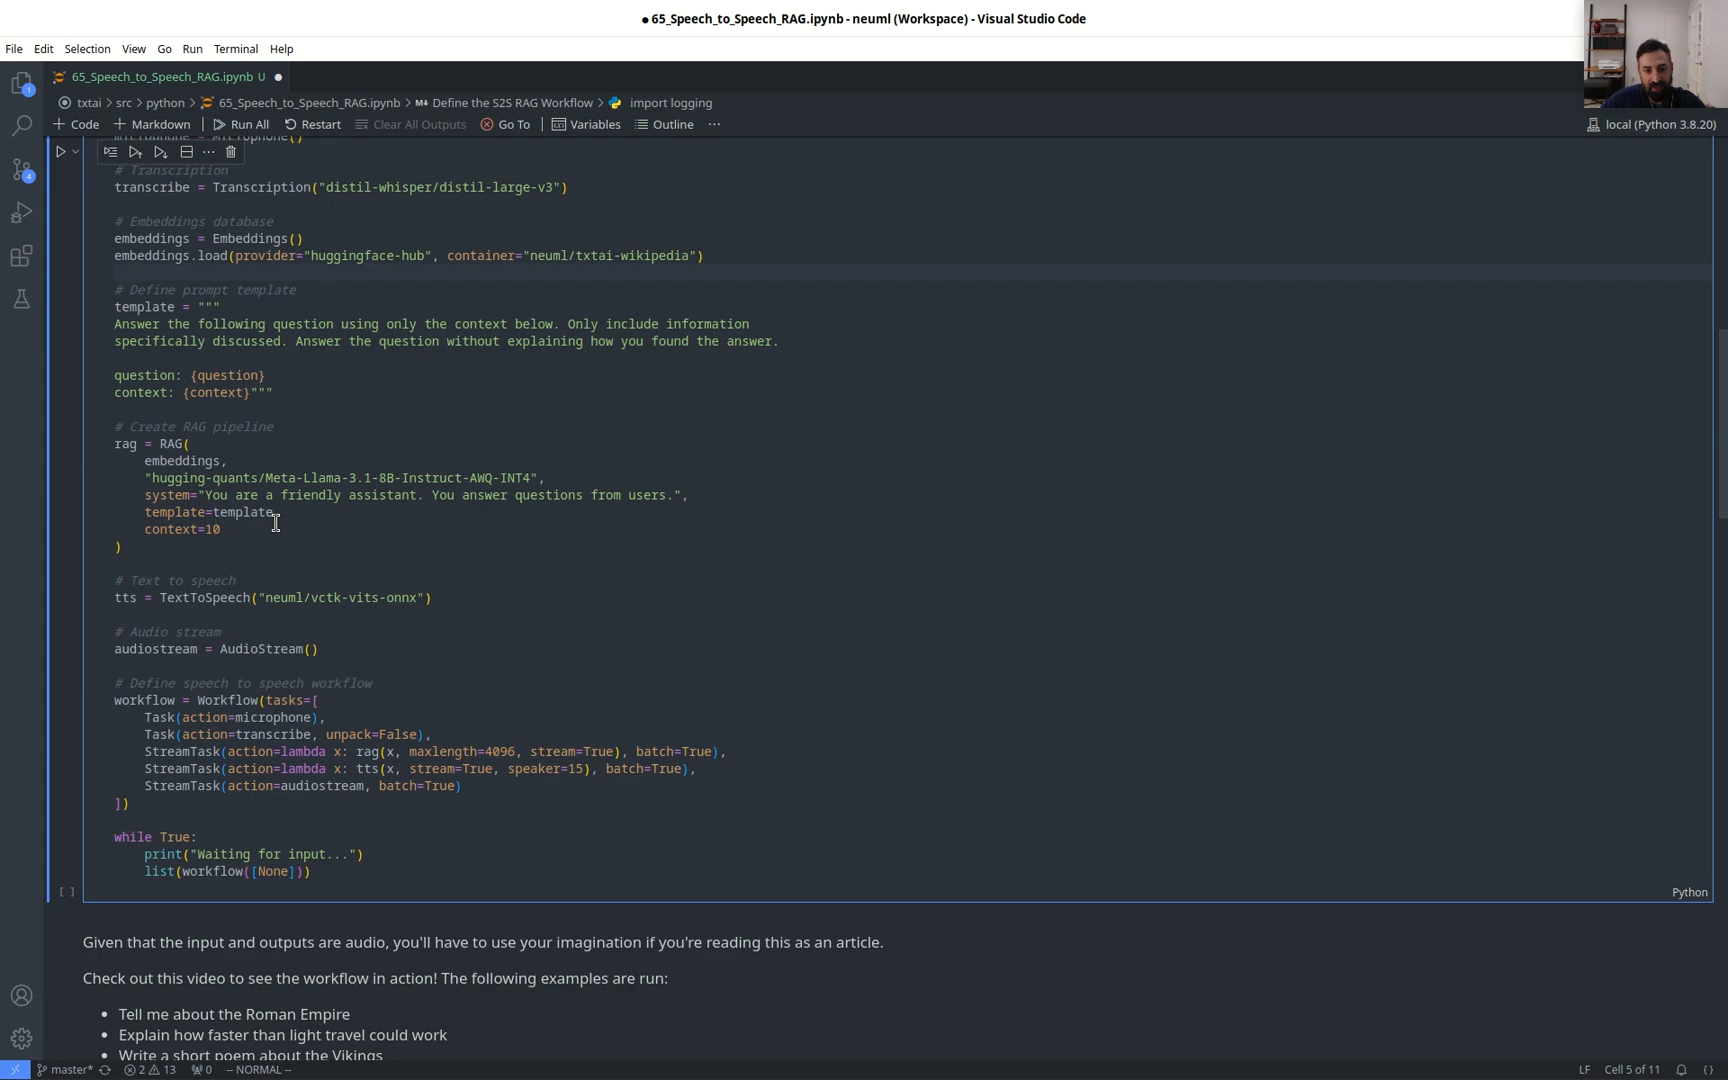 ● 65_Speech_to_Speech_RAG.ipynb - neuml (Workspace) - Visual Studio Code
File Edit Selection View Go Run Terminal Help
65_Speech_to_Speech_RAG.ipynb U ●
txtai > src > python > 65_Speech_to_Speech_RAG.ipynb > M↓ Define the S2S RAG Workflow > import logging
+ Code + Markdown Run All Restart Clear All Outputs Go To Variables Outline ··· local (Python 3.8.20)
microphone = Microphone()
# Transcription
transcribe = Transcription("distil-whisper/distil-large-v3")
# Embeddings database
embeddings = Embeddings()
embeddings.load(provider="huggingface-hub", container="neuml/txtai-wikipedia")
# Define prompt template
template = """
Answer the following question using only the context below. Only include information
specifically discussed. Answer the question without explaining how you found the answer.
question: {question}
context: {context}"""
# Create RAG pipeline
rag = RAG(
embeddings,
"hugging-quants/Meta-Llama-3.1-8B-Instruct-AWQ-INT4",
system="You are a friendly assistant. You answer questions from users.",
template=template,
context=10
)
# Text to speech
tts = TextToSpeech("neuml/vctk-vits-onnx")
# Audio stream
audiostream = AudioStream()
# Define speech to speech workflow
workflow = Workflow(tasks=[
Task(action=microphone),
Task(action=transcribe, unpack=False),
StreamTask(action=lambda x: rag(x, maxlength=4096, stream=True), batch=True),
StreamTask(action=lambda x: tts(x, stream=True, speaker=15), batch=True),
StreamTask(action=audiostream, batch=True)
])
while True:
print("Waiting for input...")
list(workflow([None]))
[ ] Python
Given that the input and outputs are audio, you'll have to use your imagination if you're reading this as an article.
Check out this video to see the workflow in action! The following examples are run:
• Tell me about the Roman Empire
• Explain how faster than light travel could work
• Write a short poem about the Vikings
master* 2 13 0 -- NORMAL -- LF Cell 5 of 11 {}
1
4